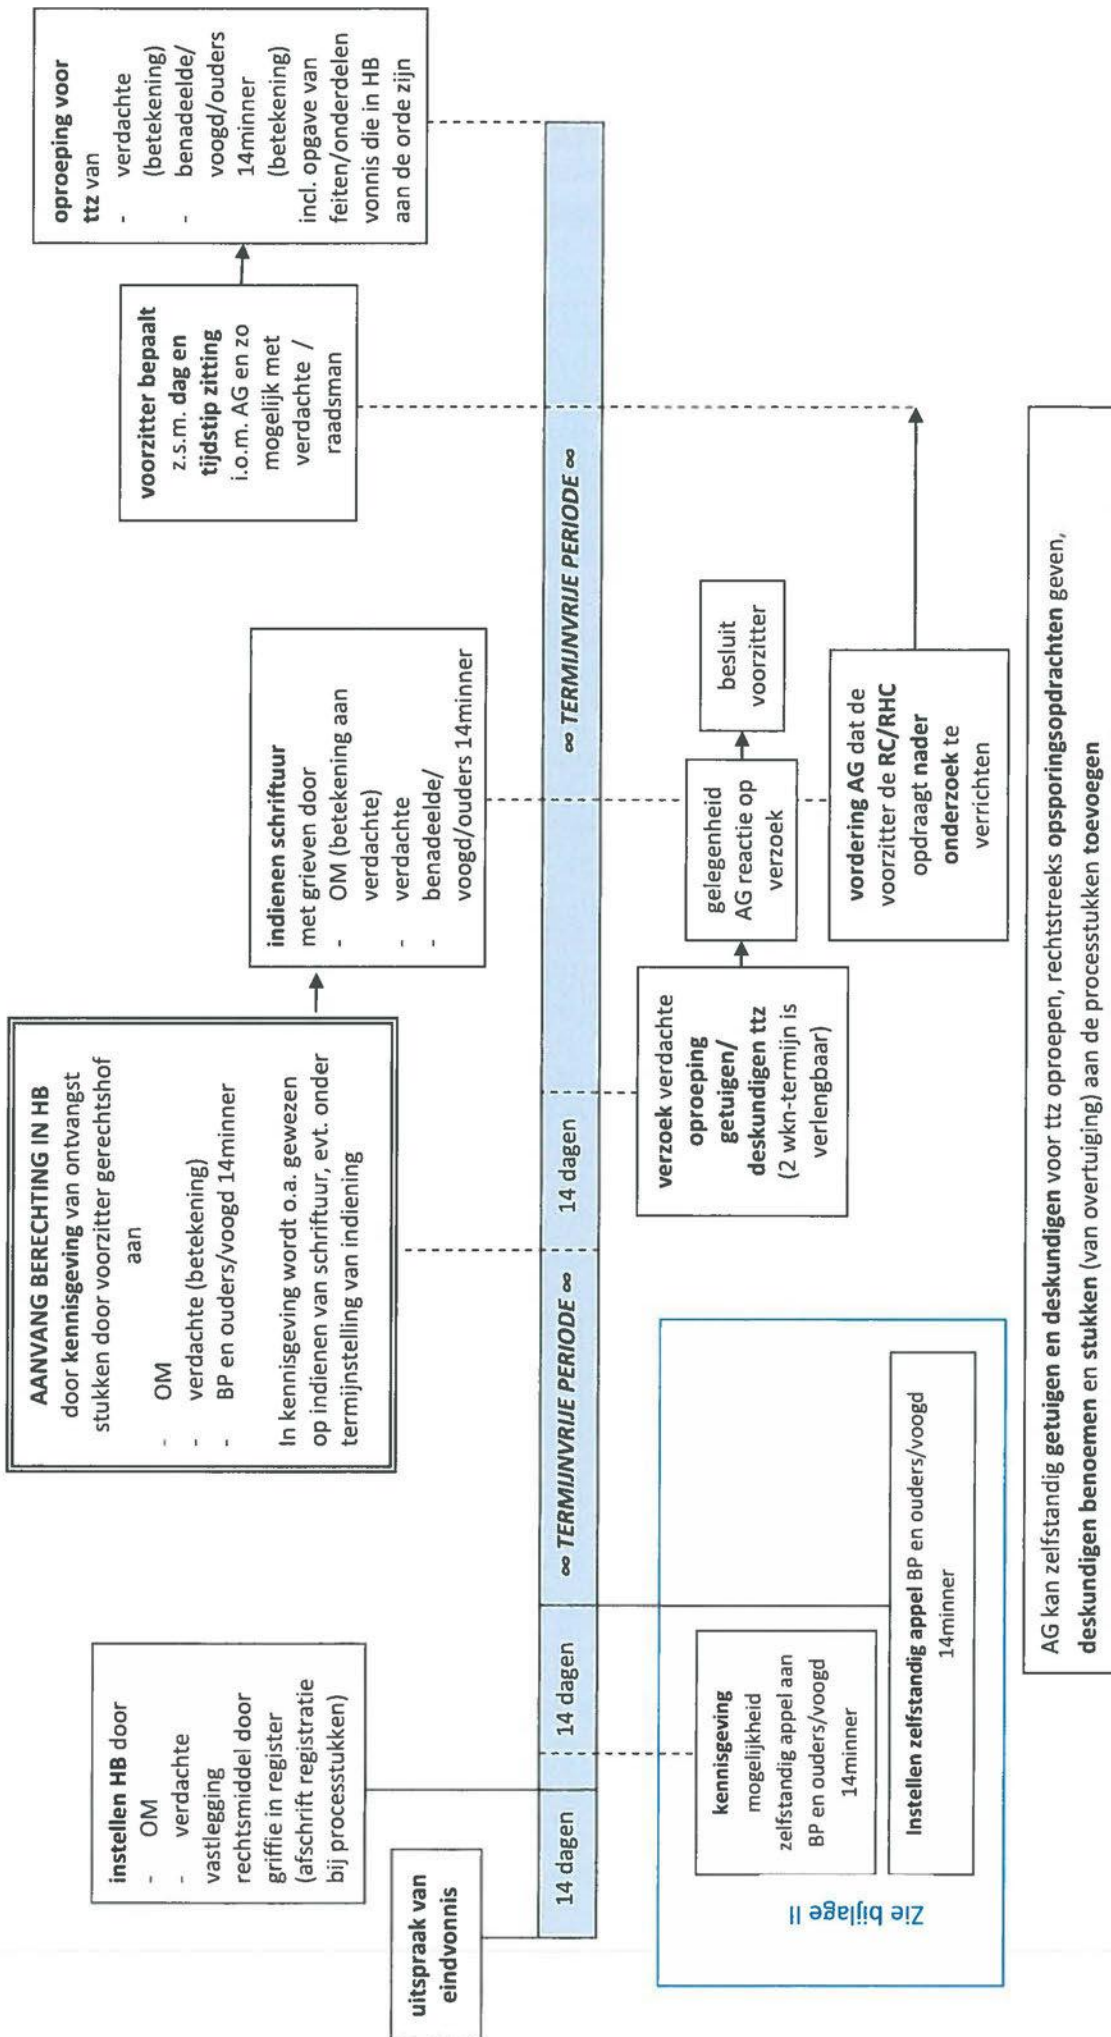 uitspraak van
eindvonnis
instellen HB door
- OM
- verdachte
vastlegging
rechtsmiddel door
griffie in register
(afschrift registratie
bij processtukken)
AANVANG BERECHTING IN HB
door kennisgeving van ontvangst
stukken door voorzitter gerechtshof
aan
- OM
- verdachte (betekening)
- BP en ouders/voogd 14minner
In kennisgeving wordt o.a. gewezen
op indienen van schriftuur, evt. onder
termijnstelling van indiening
indienen schriftuur
met grieven door
- OM (betekening aan
verdachte)
- verdachte
- benadeelde/
voogd/ouders 14minner
voorzitter bepaalt
z.s.m. dag en
tijdstip zitting
i.o.m. AG en zo
mogelijk met
verdachte /
raadsman
oproeping voor
ttz van
- verdachte
(betekening)
- benadeelde/
voogd/ouders
14minner
(betekening)
incl. opgave van
feiten/onderdelen
vonnis die in HB
aan de orde zijn
14 dagen
14 dagen
∞ TERMIJNVRIJE PERIODE ∞
14 dagen
∞ TERMIJNVRIJE PERIODE ∞
Zie bijlage II
kennisgeving
mogelijkheid
zelfstandig appel aan
BP en ouders/voogd
14minner
Instellen zelfstandig appel BP en ouders/voogd
14minner
verzoek verdachte
oproeping
getuigen/
deskundigen ttz
(2 wkn-termijn is
verlengbaar)
gelegenheid
AG reactie op
verzoek
besluit
voorzitter
vordering AG dat de
voorzitter de RC/RHC
opdraagt nader
onderzoek te
verrichten
AG kan zelfstandig getuigen en deskundigen voor ttz oproepen, rechtstreeks opsporingsopdrachten geven,
deskundigen benoemen en stukken (van overtuiging) aan de processtukken toevoegen